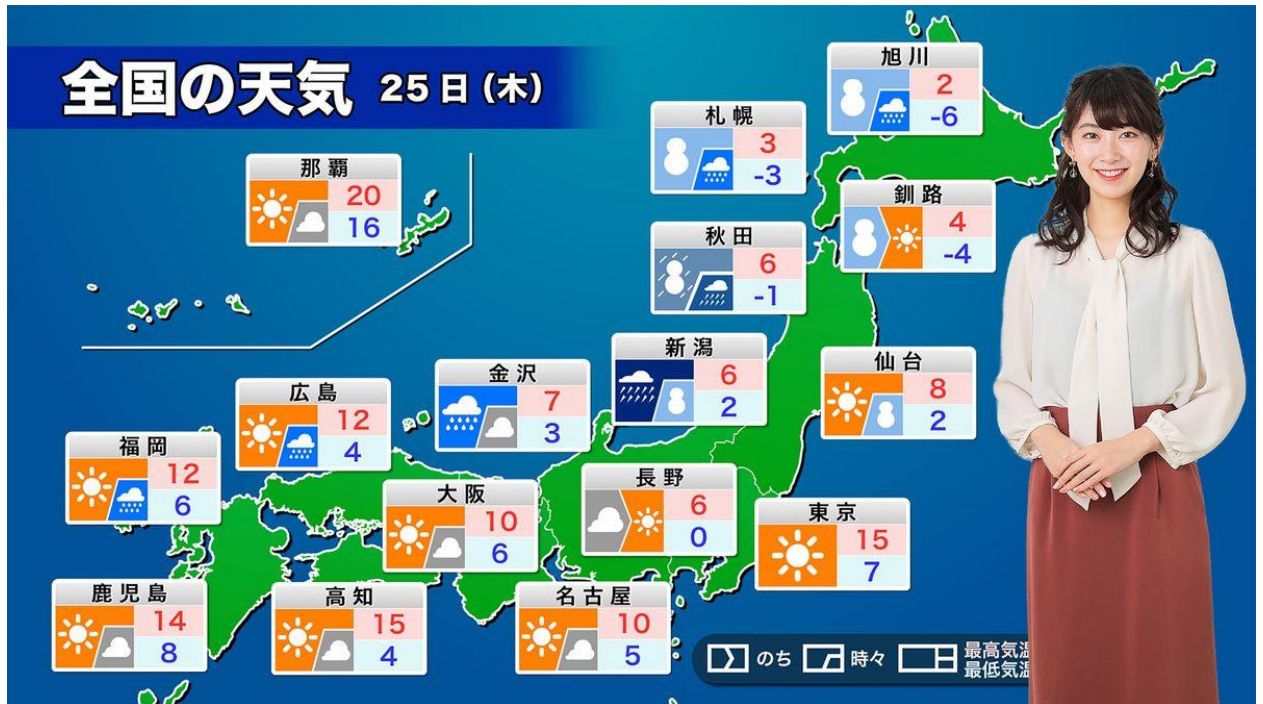 全国の天気 25日(木)
旭川
2
-6
札幌
3
-3
那覇
20
16
釧路
4
-4
秋田
6
-1
新潟
6
2
仙台
8
2
金沢
7
3
広島
12
4
福岡
12
6
長野
6
0
大阪
10
6
東京
15
7
鹿児島
14
8
高知
15
4
名古屋
10
5
のち 時々 最高気温
最低気温